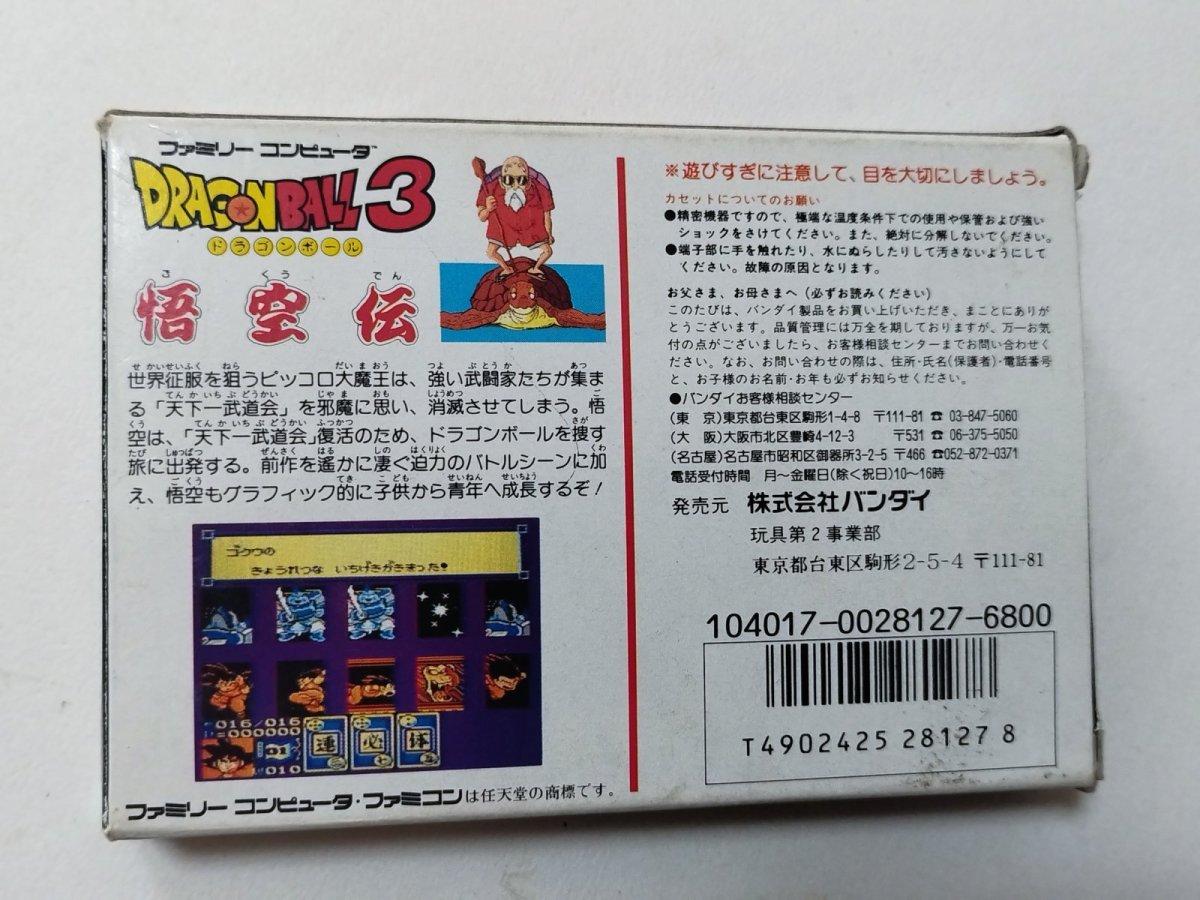 ファミリー コンピュータ™
DRAGON BALL 3
ドラゴンボール
悟空伝
ごくうでん
世界征服を狙うピッコロ大魔王は、強い武闘家たちが集ま
る「天下一武道会」を邪魔に思い、消滅させてしまう。悟
空は、「天下一武道会」復活のため、ドラゴンボールを捜す
旅に出発する。前作を遥かに凌ぐ迫力のバトルシーンに加
え、悟空もグラフィック的に子供から青年へ成長するぞ!
ゴクウの
きょうれつな いちげきがきまった!
016/016
000000
010
連 必 体
ファミリー コンピュータ・ファミコンは任天堂の商標です。
※遊びすぎに注意して、目を大切にしましょう。
カセットについてのお願い
●精密機器ですので、極端な温度条件下での使用や保管および強い
ショックをさけてください。また、絶対に分解しないでください。
●端子部に手を触れたり、水にぬらしたりして汚さないようにして
ください。故障の原因となります。
お父さま、お母さまへ(必ずお読みください)
このたびは、バンダイ製品をお買い上げいただき、まことにありが
とうございます。品質管理には万全を期しておりますが、万一お気
付の点がございましたら、お客様相談センターまでお問い合わせく
ださい。なお、お問い合わせの際は、住所・氏名(保護者)・電話番号
と、お子様のお名前・お年も必ずお知らせください。
●バンダイお客様相談センター
(東 京)東京都台東区駒形1-4-8 〒111-81 ☎ 03-847-5060
(大 阪)大阪市北区豊崎4-12-3 〒531 ☎ 06-375-5050
(名古屋)名古屋市昭和区御器所3-2-5 〒466 ☎052-872-0371
電話受付時間 月~金曜日(除く祝日)10~16時
発売元 株式会社バンダイ
玩具第2事業部
東京都台東区駒形2-5-4 〒111-81
104017-0028127-6800
T4902425 28127 8